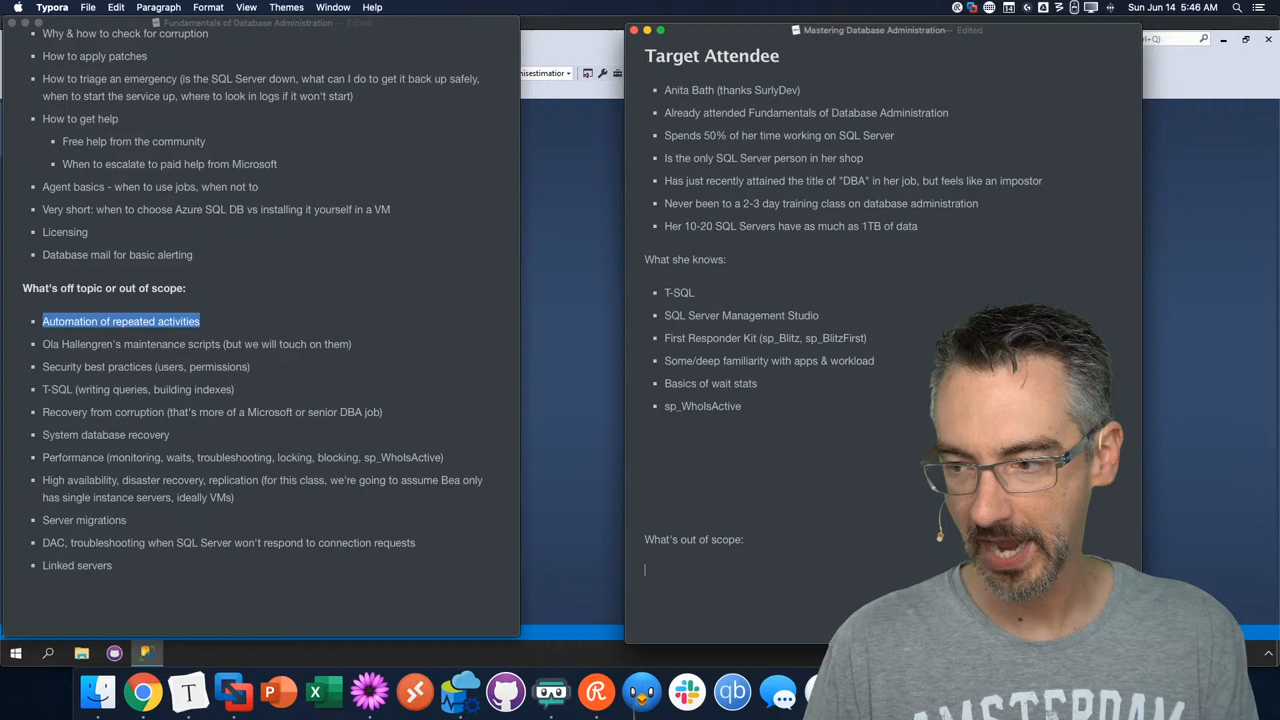 Typora File Edit Paragraph Format View Themes Window Help
5:46 AM
Fundamentals of Database Administration — Edited
Why & how to check for corruption
How to apply patches
How to triage an emergency (is the SQL Server down, what can I do to get it back up safely,
when to start the service up, where to look in logs if it won't start)
How to get help
Free help from the community
When to escalate to paid help from Microsoft
Agent basics - when to use jobs, when not to
Very short: when to choose Azure SQL DB vs installing it yourself in a VM
Licensing
Database mail for basic alerting
What's off topic or out of scope:
Automation of repeated activities
Ola Hallengren's maintenance scripts (but we will touch on them)
Security best practices (users, permissions)
T-SQL (writing queries, building indexes)
Recovery from corruption (that's more of a Microsoft or senior DBA job)
System database recovery
Performance (monitoring, waits, troubleshooting, locking, blocking, sp_WhoIsActive)
High availability, disaster recovery, replication (for this class, we're going to assume Bea only
has single instance servers, ideally VMs)
Server migrations
DAC, troubleshooting when SQL Server won't respond to connection requests
Linked servers
Mastering Database Administration — Edited
Target Attendee
Anita Bath (thanks SurlyDev)
Already attended Fundamentals of Database Administration
Spends 50% of her time working on SQL Server
Is the only SQL Server person in her shop
Has just recently attained the title of "DBA" in her job, but feels like an impostor
Never been to a 2-3 day training class on database administration
Her 10-20 SQL Servers have as much as 1TB of data
What she knows:
T-SQL
SQL Server Management Studio
First Responder Kit (sp_Blitz, sp_BlitzFirst)
Some/deep familiarity with apps & workload
Basics of wait stats
sp_WhoIsActive
What's out of scope:
T
P
X
R
qb
AMSTERDAM